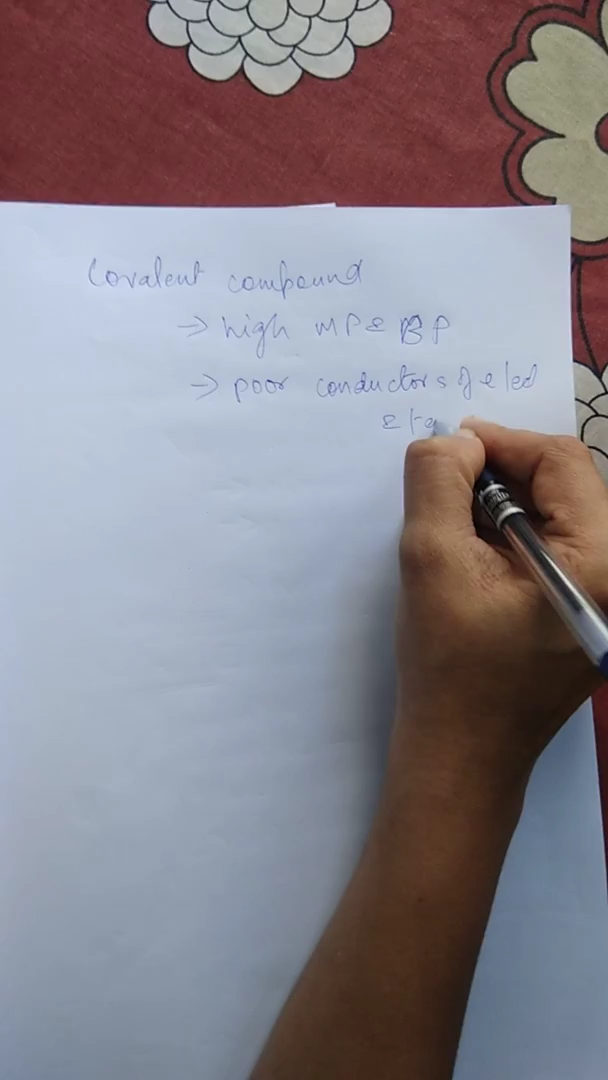 Covalent compound
→ high MP & BP
→ poor conductors of elec
&